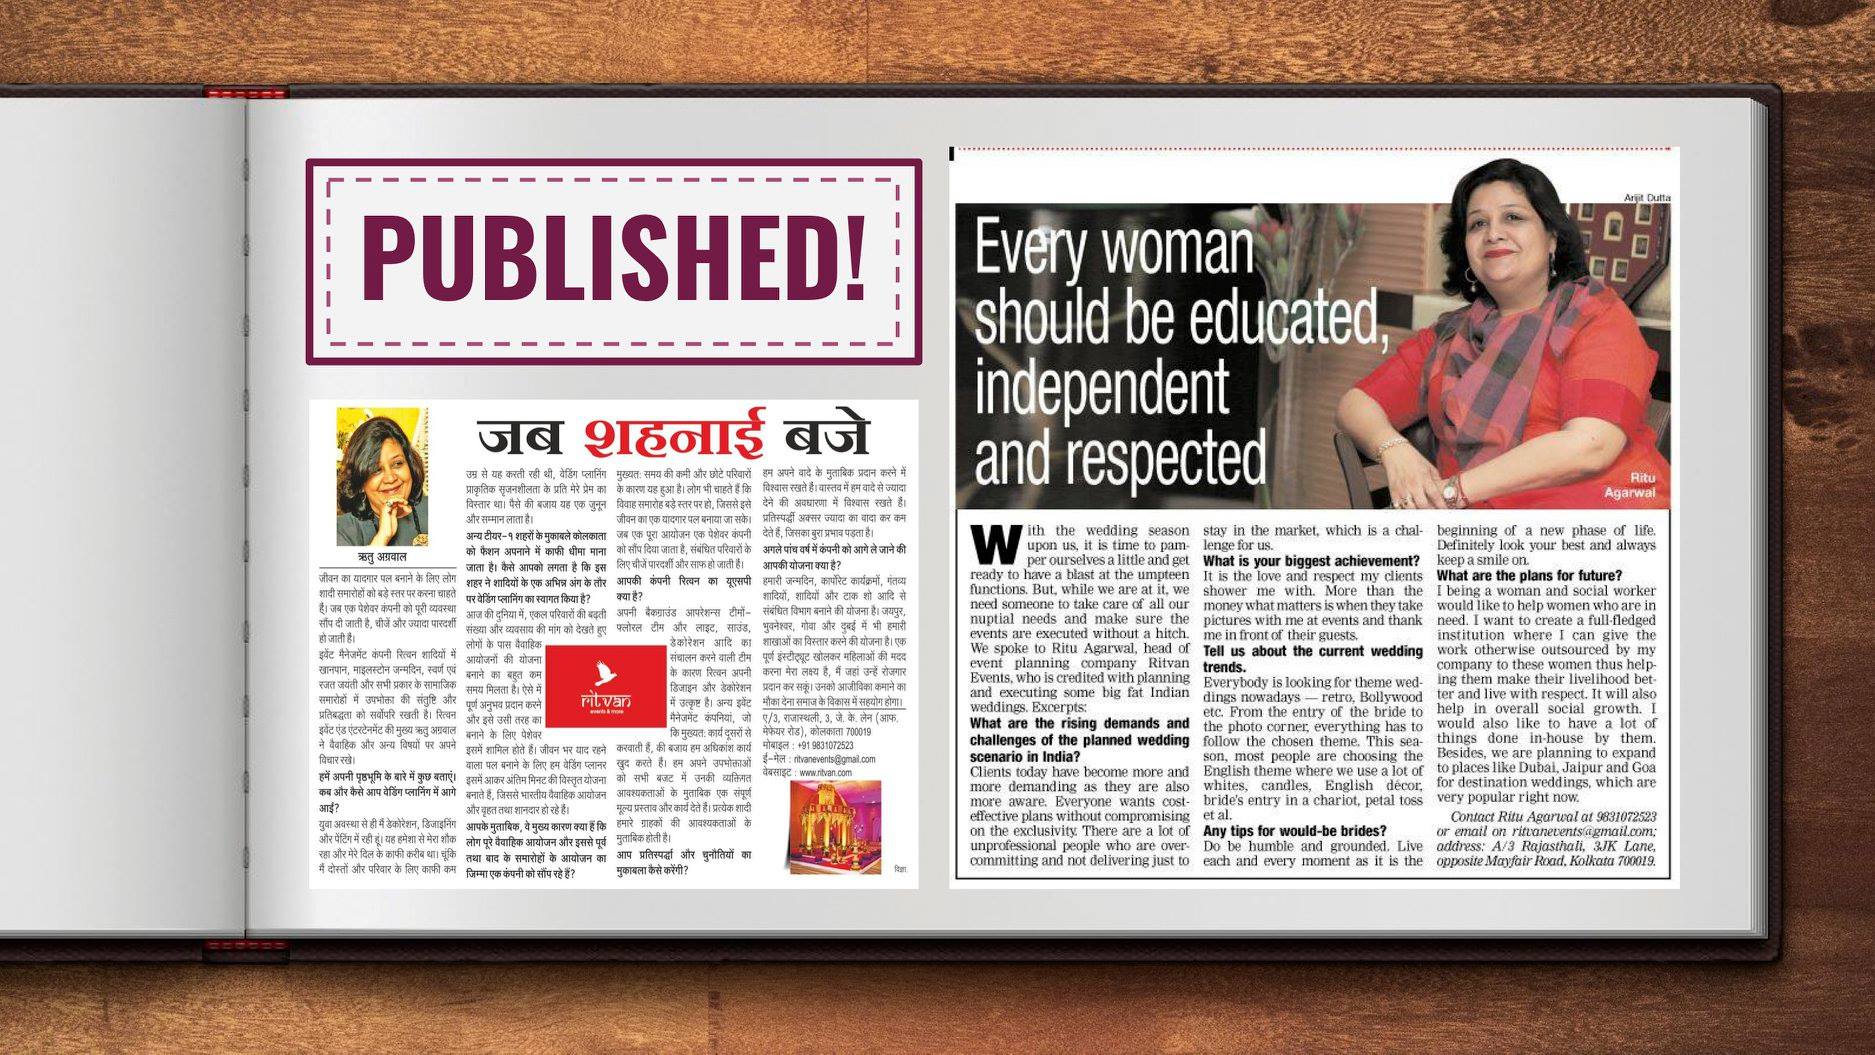 PUBLISHED!
जब शहनाई बजे
ऋतु अग्रवाल
जीवन का यादगार पल बनाने के लिए लोग
शादी समारोहों को बड़े स्तर पर करना चाहते
हैं। जब एक पेशेवर कंपनी को पूरी व्यवस्था
सौंप दी जाती है, चीजें और ज्यादा पारदर्शी
हो जाती हैं।
इवेंट मैनेजमेंट कंपनी रित्वन शादियों में
खानपान, माइलस्टोन जन्मदिन, स्वर्ण एवं
रजत जयंती और सभी प्रकार के सामाजिक
समारोहों में उपभोक्ता की संतुष्टि और
प्रतिबद्धता को सर्वोपरि रखती है। रित्वन
इवेंट एंड एंटरटेनमेंट की मुख्य ऋतु अग्रवाल
ने वैवाहिक और अन्य विषयों पर अपने
विचार रखे।
हमें अपनी पृष्ठभूमि के बारे में कुछ बताएं।
कब और कैसे आप वेडिंग प्लानिंग में आगे
आई?
युवा अवस्था से ही मैं डेकोरेशन, डिजाइनिंग
और पेंटिंग में रही हूं। यह हमेशा से मेरा शौक
रहा और मेरे दिल के काफी करीब था। चूंकि
मैं दोस्तों और परिवार के लिए काफी कम
उम्र से यह करती रही थी, वेडिंग प्लानिंग
प्राकृतिक सृजनशीलता के प्रति मेरे प्रेम का
विस्तार था। पैसे की बजाय यह एक जुनून
और सम्मान लाता है।
अन्य टीयर-१ शहरों के मुकाबले कोलकाता
को फैशन अपनाने में काफी धीमा माना
जाता है। कैसे आपको लगता है कि इस
शहर ने शादियों के एक अभिन्न अंग के तौर
पर वेडिंग प्लानिंग का स्वागत किया है?
आज की दुनिया में, एकल परिवारों की बढ़ती
संख्या और व्यवसाय की मांग को देखते हुए
लोगों के पास वैवाहिक
आयोजनों की योजना
बनाने का बहुत कम
समय मिलता है। ऐसे में
पूर्ण अनुभव प्रदान करने
और इसे उसी तरह का
बनाने के लिए पेशेवर
इसमें शामिल होते हैं। जीवन भर याद रहने
वाला पल बनाने के लिए हम वेडिंग प्लानर
इसमें आकर अंतिम मिनट की विस्तृत योजना
बनाते हैं, जिससे भारतीय वैवाहिक आयोजन
और वृहत तथा शानदार हो रहे हैं।
आपके मुताबिक, वे मुख्य कारण क्या हैं कि
लोग पूरे वैवाहिक आयोजन और इससे पूर्व
तथा बाद के समारोहों के आयोजन का
जिम्मा एक कंपनी को सौंप रहे हैं?
मुख्यत: समय की कमी और छोटे परिवारों
के कारण यह हुआ है। लोग भी चाहते हैं कि
विवाह समारोह बड़े स्तर पर हो, जिससे इसे
जीवन का एक यादगार पल बनाया जा सके।
जब एक पूरा आयोजन एक पेशेवर कंपनी
को सौंप दिया जाता है, संबंधित परिवारों के
लिए चीजें पारदर्शी और साफ हो जाती हैं।
आपकी कंपनी रित्वन का यूएसपी
क्या है?
अपनी बैकग्राउंड आपरेशन्स टीमों-
फ्लोरल टीम और लाइट, साउंड,
डेकोरेशन आदि का
संचालन करने वाली टीम
के कारण रित्वन अपनी
डिजाइन और डेकोरेशन
में उत्कृष्ट है। अन्य इवेंट
मैनेजमेंट कंपनियां, जो
कि मुख्यत: कार्य दूसरों से
करवाती हैं, की बजाय हम अधिकांश कार्य
खुद करते हैं। हम अपने उपभोक्ताओं
को सभी बजट में उनकी व्यक्तिगत
आवश्यकताओं के मुताबिक एक संपूर्ण
मूल्य प्रस्ताव और कार्य देते हैं। प्रत्येक शादी
हमारे ग्राहकों की आवश्यकताओं के
मुताबिक होती है।
आप प्रतिस्पर्द्धा और चुनौतियों का
मुकाबला कैसे करेंगी?
ritvan
events & more
हम अपने वादे के मुताबिक प्रदान करने में
विश्वास रखते हैं। वास्तव में हम वादे से ज्यादा
देने की अवधारणा में विश्वास रखते हैं।
प्रतिस्पर्द्धी अक्सर ज्यादा का वादा कर कम
देते हैं, जिसका बुरा प्रभाव पड़ता है।
अगले पांच वर्ष में कंपनी को आगे ले जाने की
आपकी योजना क्या है?
हमारी जन्मदिन, कार्पोरेट कार्यक्रमों, गंतव्य
शादियों, शादियों और टाक शो आदि से
संबंधित विभाग बनाने की योजना है। जयपुर,
भुवनेश्वर, गोवा और दुबई में भी हमारी
शाखाओं का विस्तार करने की योजना है। एक
पूर्ण इंस्टीट्यूट खोलकर महिलाओं की मदद
करना मेरा लक्ष्य है, मैं जहां उन्हें रोजगार
प्रदान कर सकूं। उनको आजीविका कमाने का
मौका देना समाज के विकास में सहयोग होगा।
ए/3, राजास्थली, 3, जे. के. लेन (आफ.
मेफेयर रोड), कोलकाता 700019
मोबाइल : +91 9831072523
ई-मेल : ritvanevents@gmail.com
वेबसाइट : www.ritvan.com
विज्ञा.
Arijit Dutta
Every woman
should be educated,
independent
and respected
Ritu
Agarwal
With the wedding season
upon us, it is time to pam-
per ourselves a little and get
ready to have a blast at the umpteen
functions. But, while we are at it, we
need someone to take care of all our
nuptial needs and make sure the
events are executed without a hitch.
We spoke to Ritu Agarwal, head of
event planning company Ritvan
Events, who is credited with planning
and executing some big fat Indian
weddings. Excerpts:
What are the rising demands and
challenges of the planned wedding
scenario in India?
Clients today have become more and
more demanding as they are also
more aware. Everyone wants cost-
effective plans without compromising
on the exclusivity. There are a lot of
unprofessional people who are over-
committing and not delivering just to
stay in the market, which is a chal-
lenge for us.
What is your biggest achievement?
It is the love and respect my clients
shower me with. More than the
money what matters is when they take
pictures with me at events and thank
me in front of their guests.
Tell us about the current wedding
trends.
Everybody is looking for theme wed-
dings nowadays — retro, Bollywood
etc. From the entry of the bride to
the photo corner, everything has to
follow the chosen theme. This sea-
son, most people are choosing the
English theme where we use a lot of
whites, candles, English décor,
bride's entry in a chariot, petal toss
et al.
Any tips for would-be brides?
Do be humble and grounded. Live
each and every moment as it is the
beginning of a new phase of life.
Definitely look your best and always
keep a smile on.
What are the plans for future?
I being a woman and social worker
would like to help women who are in
need. I want to create a full-fledged
institution where I can give the
work otherwise outsourced by my
company to these women thus help-
ing them make their livelihood bet-
ter and live with respect. It will also
help in overall social growth. I
would also like to have a lot of
things done in-house by them.
Besides, we are planning to expand
to places like Dubai, Jaipur and Goa
for destination weddings, which are
very popular right now.
Contact Ritu Agarwal at 9831072523
or email on ritvanevents@gmail.com;
address: A/3 Rajasthali, 3JK Lane,
opposite Mayfair Road, Kolkata 700019.